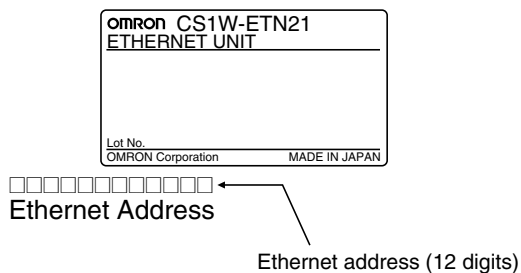 OMRON CS1W-ETN21
ETHERNET UNIT
Lot No.
OMRON Corporation MADE IN JAPAN
□□□□□□□□□□□□
Ethernet Address
Ethernet address (12 digits)